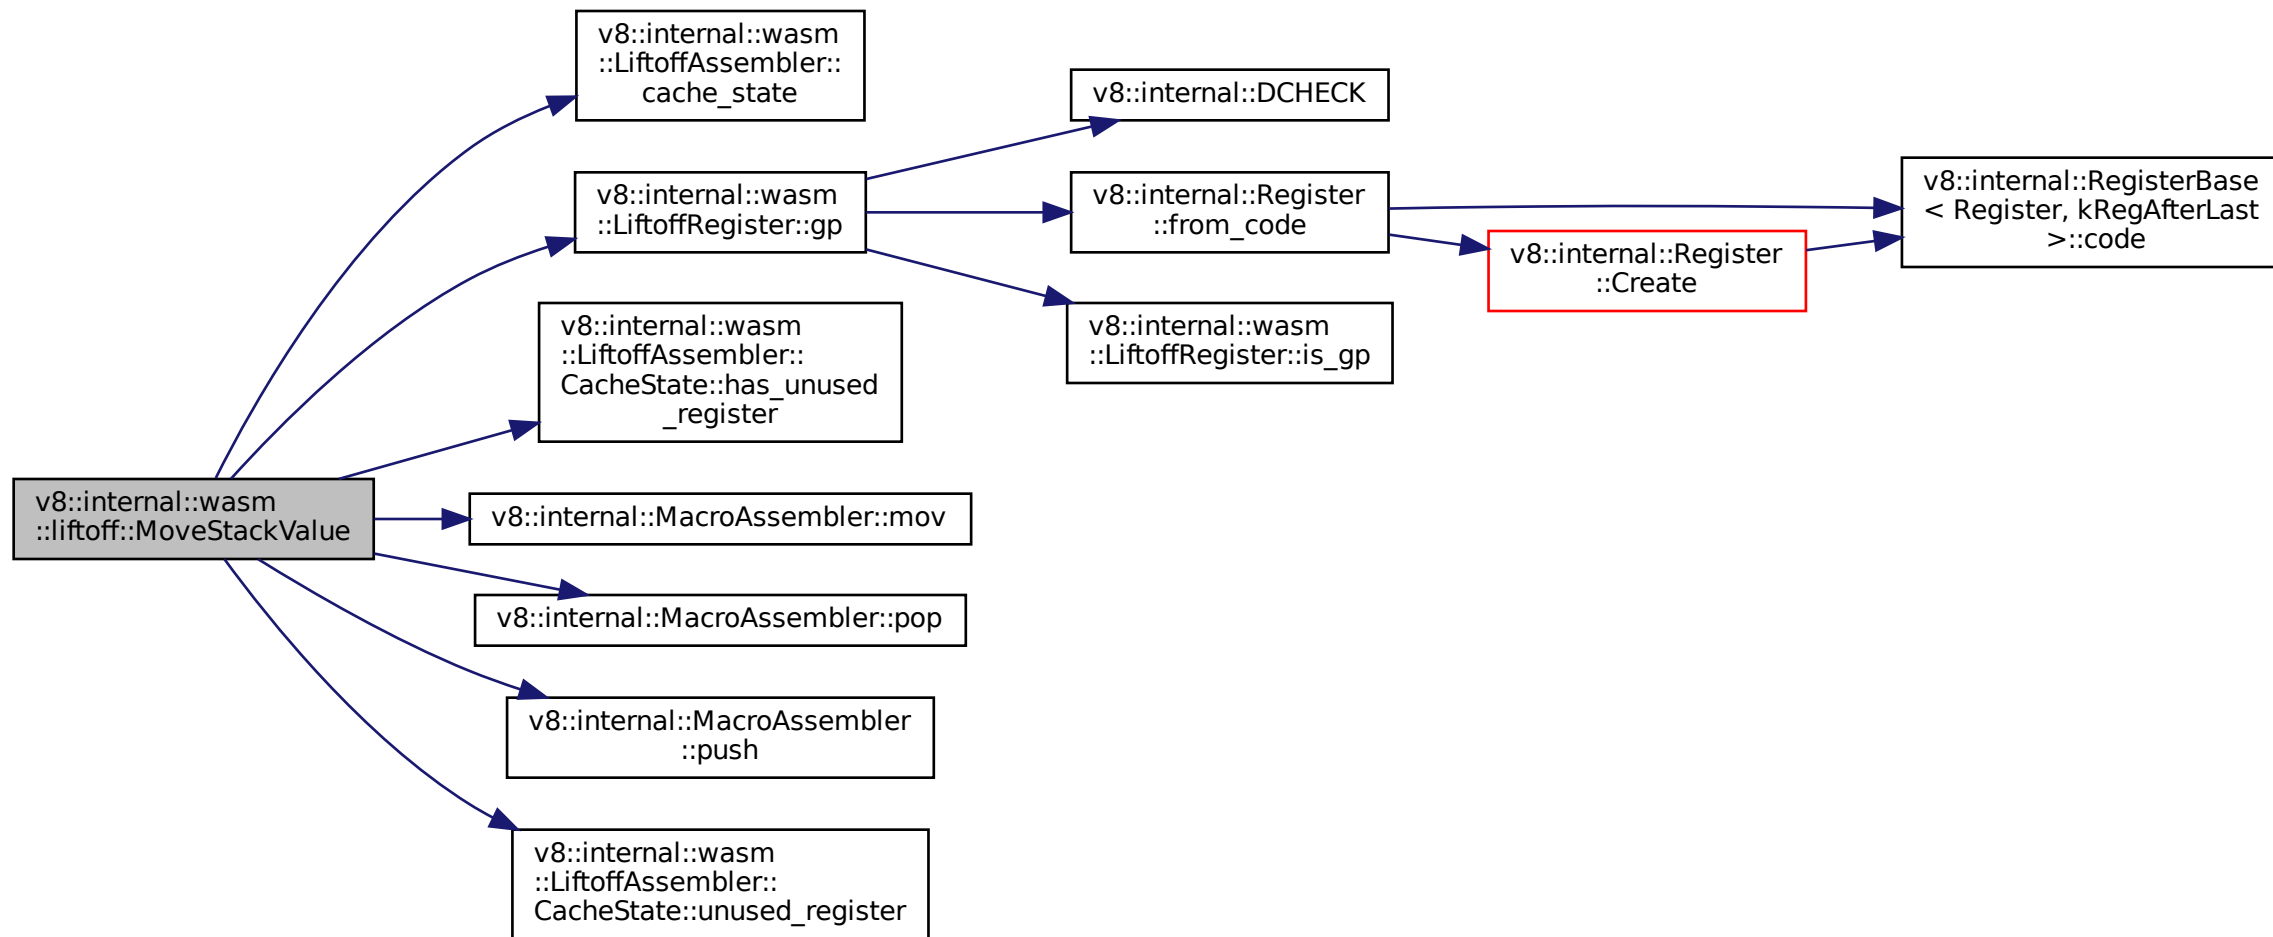 v8::internal::wasm
::liftoff::MoveStackValue
v8::internal::wasm
::LiftoffAssembler::
cache_state
v8::internal::wasm
::LiftoffRegister::gp
v8::internal::DCHECK
v8::internal::Register
::from_code
v8::internal::RegisterBase
< Register, kRegAfterLast
>::code
v8::internal::Register
::Create
v8::internal::wasm
::LiftoffRegister::is_gp
v8::internal::wasm
::LiftoffAssembler::
CacheState::has_unused
_register
v8::internal::MacroAssembler::mov
v8::internal::MacroAssembler::pop
v8::internal::MacroAssembler
::push
v8::internal::wasm
::LiftoffAssembler::
CacheState::unused_register